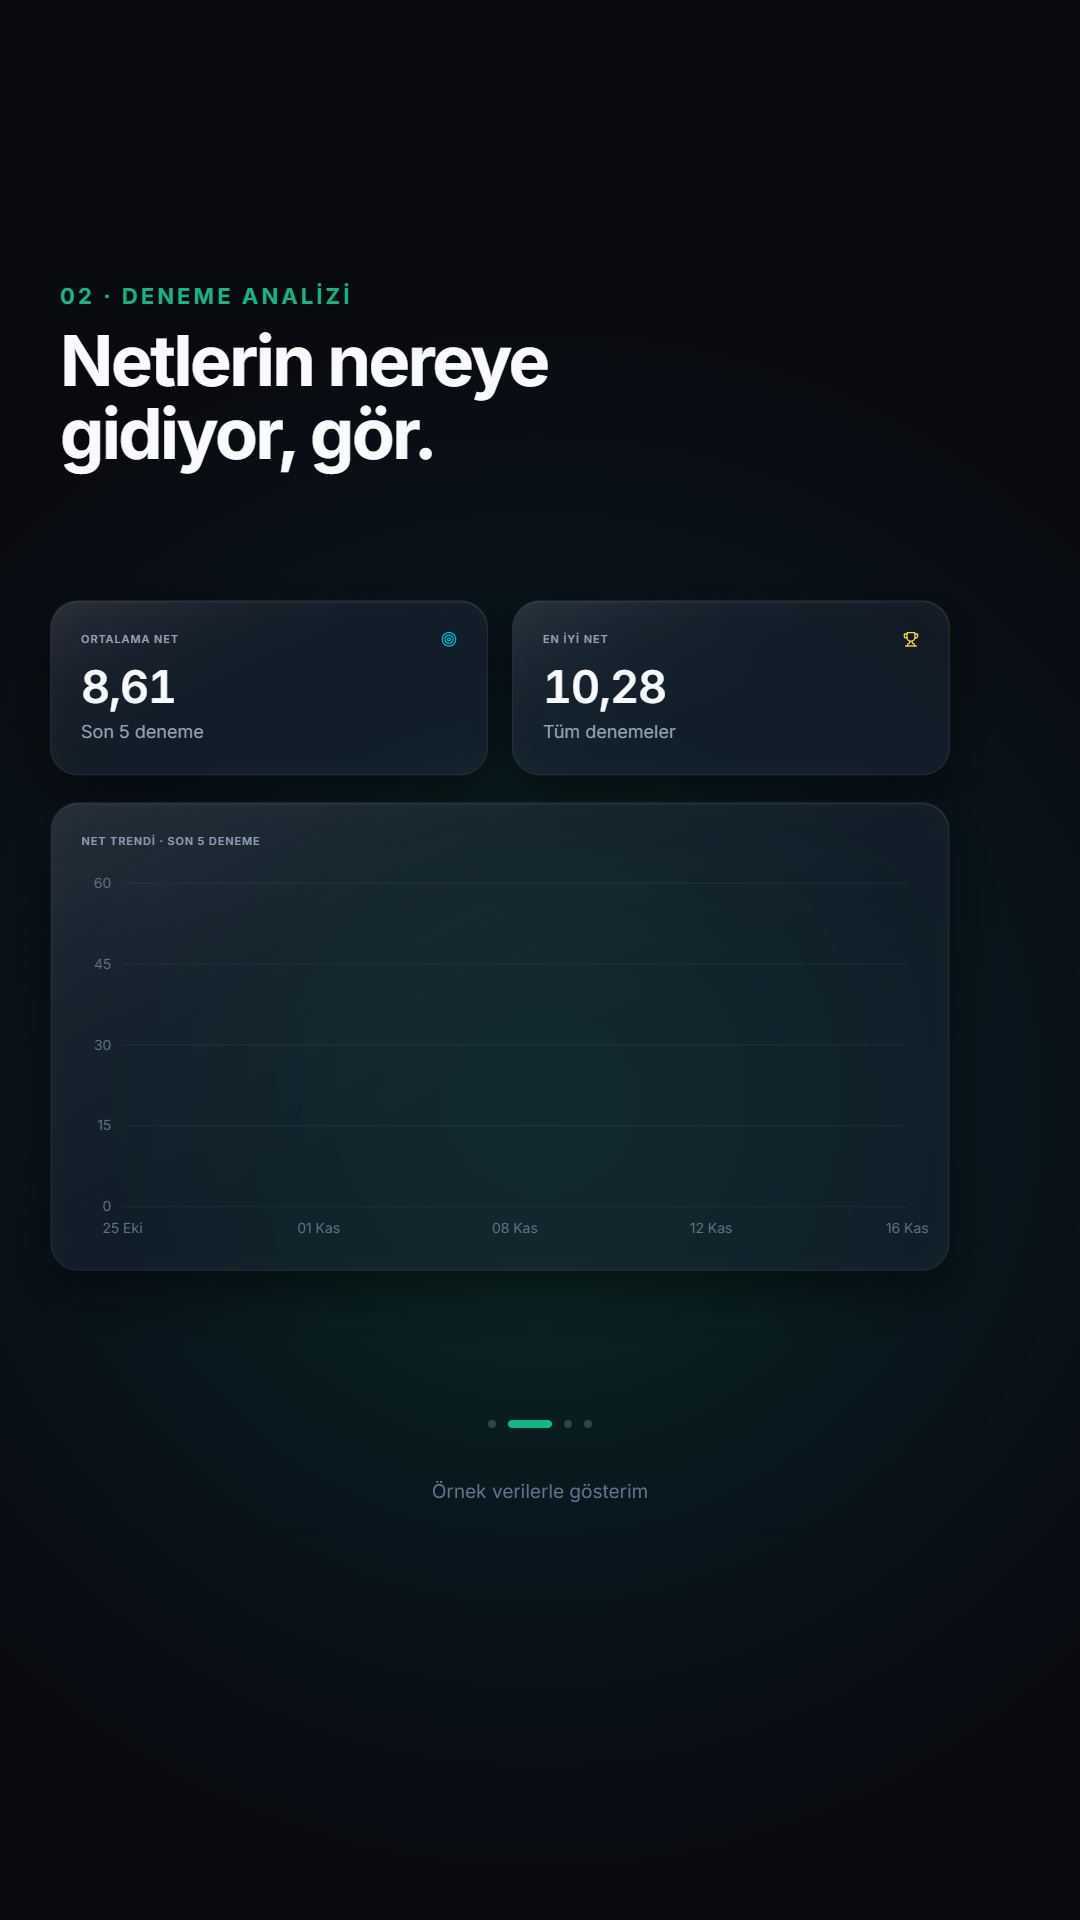 02 · DENEME ANALİZİ
Netlerin nereye
gidiyor, gör.
ORTALAMA NET
8,61
Son 5 deneme
EN İYİ NET
10,28
Tüm denemeler
NET TRENDİ · SON 5 DENEME
60
45
30
15
0
25 Eki 01 Kas 08 Kas 12 Kas 16 Kas
Örnek verilerle gösterim